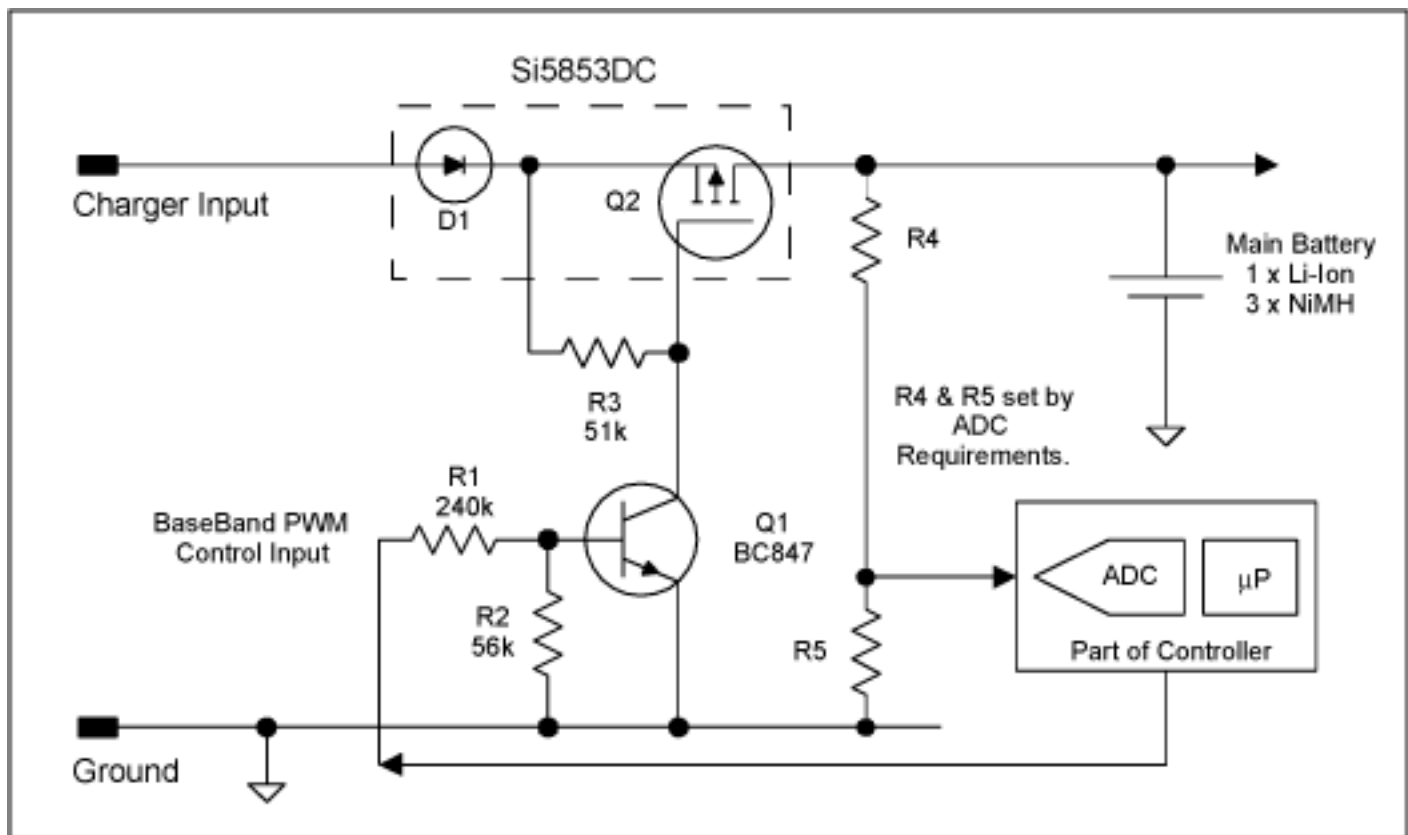 Si5853DC
Charger Input
D1
Q2
R4
Main Battery
1 x Li-Ion
3 x NiMH
R3
51k
R4 & R5 set by
ADC
Requirements.
R1
240k
BaseBand PWM
Control Input
Q1
BC847
ADC
µP
R2
56k
R5
Part of Controller
Ground